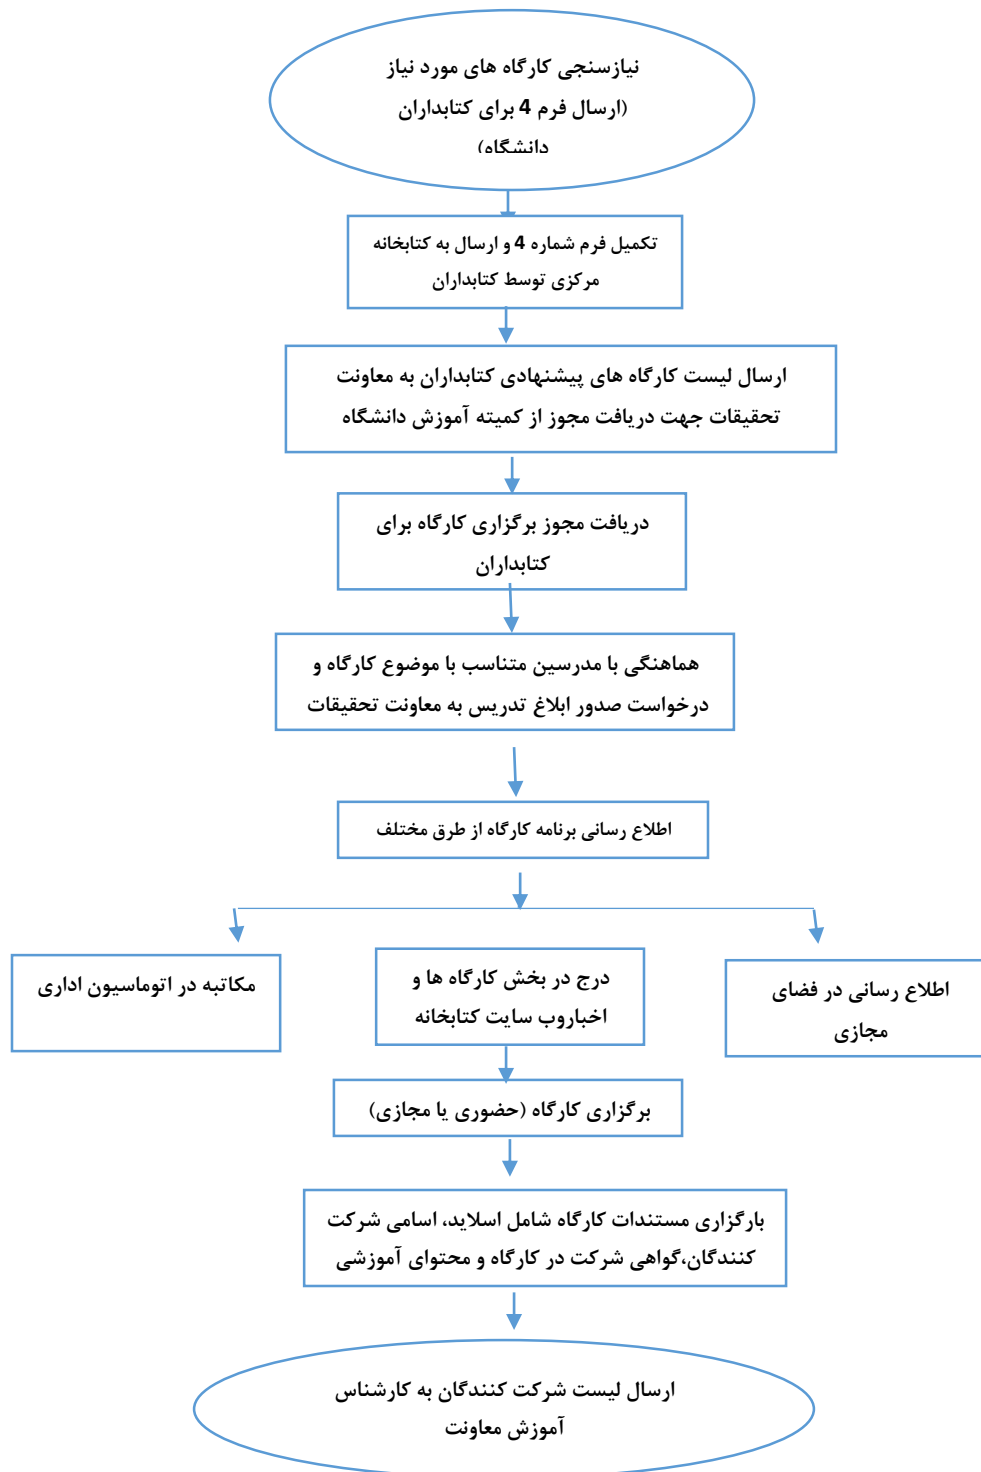 نیازسنجی کارگاه های مورد نیاز
(ارسال فرم 4 برای کتابداران
دانشگاه)
تکمیل فرم شماره 4 و ارسال به کتابخانه
مرکزی توسط کتابداران
ارسال لیست کارگاه های پیشنهادی کتابداران به معاونت
تحقیقات جهت دریافت مجوز از کمیته آموزش دانشگاه
دریافت مجوز برگزاری کارگاه برای
کتابداران
هماهنگی با مدرسین متناسب با موضوع کارگاه و
درخواست صدور ابلاغ تدریس به معاونت تحقیقات
اطلاع رسانی برنامه کارگاه از طرق مختلف
اطلاع رسانی در فضای
مجازی
درج در بخش کارگاه ها و
اخباروب سایت کتابخانه
مکاتبه در اتوماسیون اداری
برگزاری کارگاه (حضوری یا مجازی)
بارگزاری مستندات کارگاه شامل اسلاید، اسامی شرکت
کنندگان،گواهی شرکت در کارگاه و محتوای آموزشی
ارسال لیست شرکت کنندگان به کارشناس
آموزش معاونت